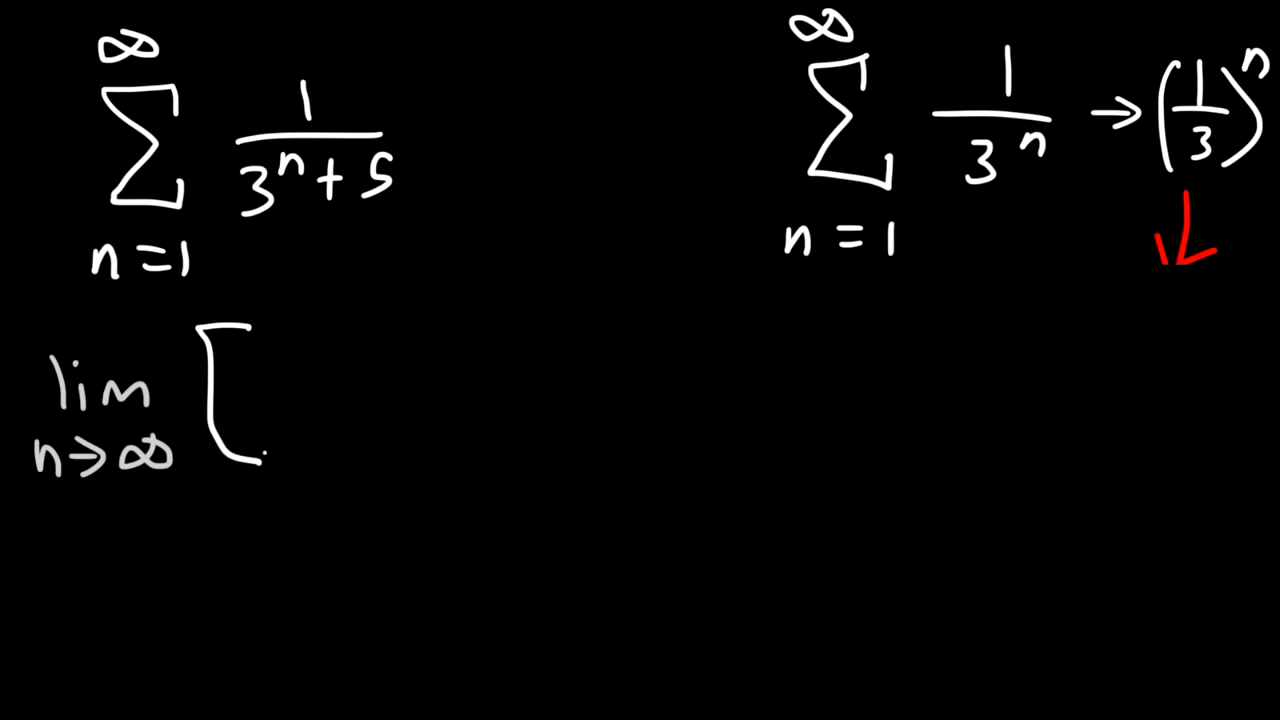 ∞ ∑ n=1 1/(3^n + 5)
∞ ∑ n=1 1/3^n → (1/3)^n
lim n→∞ [